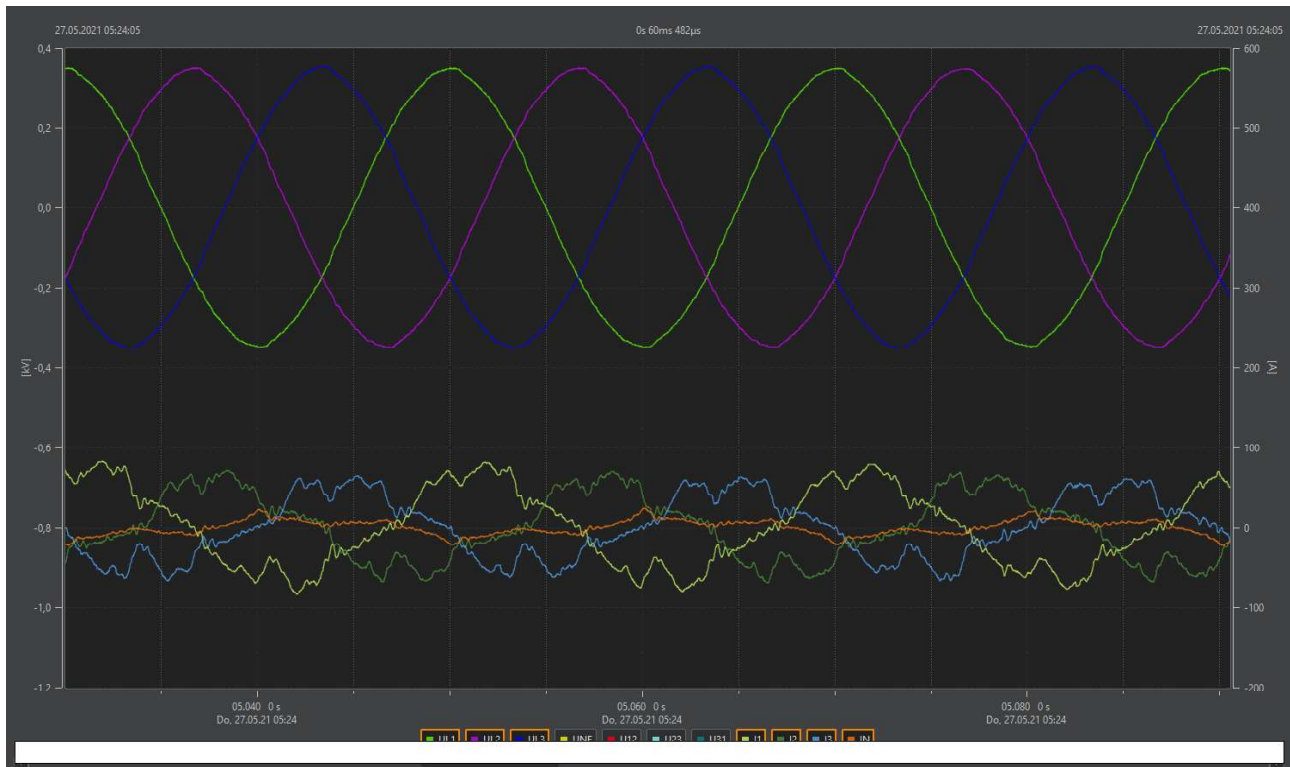 27.05.2021 05:24:05 0s 60ms 482µs 27.05.2021 05:24:05
0,4 600
0,2 500
0,0 400
-0,2 300
[kV] -0,4 200 [A]
-0,6 100
-0,8 0
-1,0 -100
-1,2 -200
05.040 0 s 05.060 0 s 05.080 0 s
Do, 27.05.21 05:24 Do, 27.05.21 05:24 Do, 27.05.21 05:24
UL1 UL2 UL3 UNE U12 U23 U31 I1 I2 I3 IN